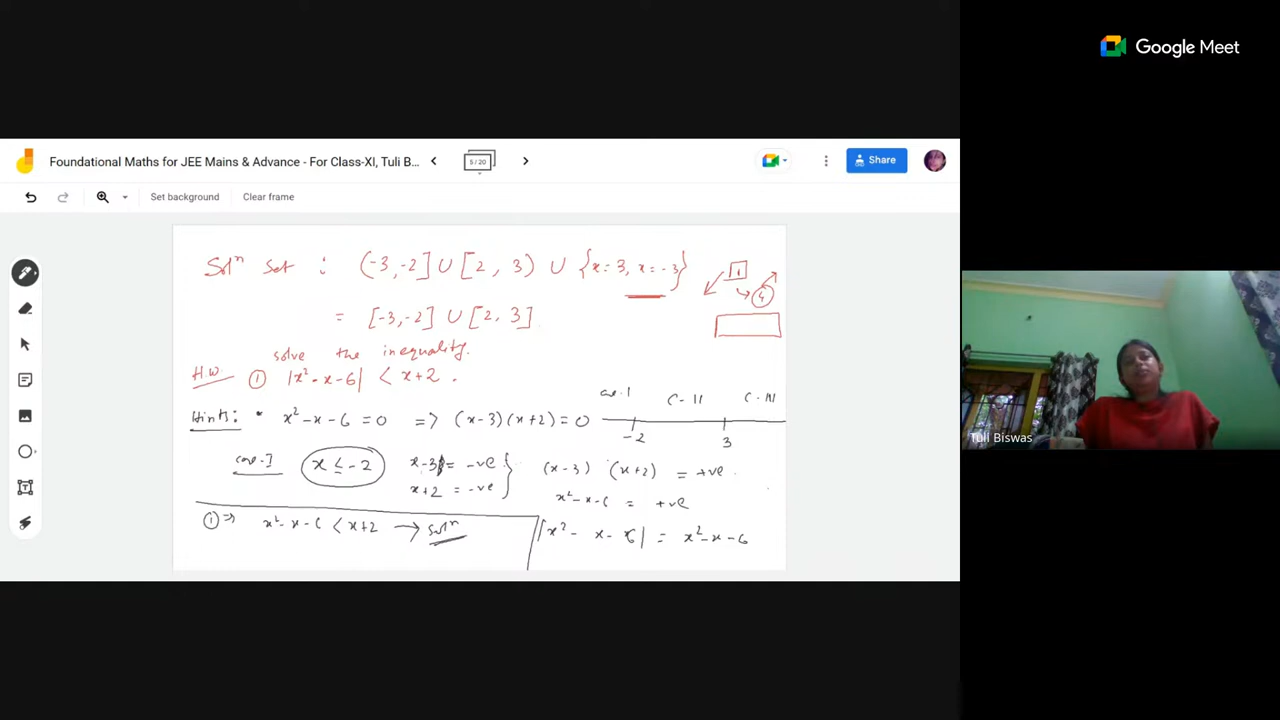 Google Meet
Foundational Maths for JEE Mains & Advance - For Class-XI, Tuli B...
5 / 20
Share
Set background
Clear frame
Solⁿ Set : (-3,-2] ∪ [2, 3) ∪ {x=3, x=-3}
1
4
= [-3,-2] ∪ [2, 3]
solve the inequality.
H.W ① |x²-x-6| < x+2 .
Hints: • x²-x-6 = 0 => (x-3)(x+2) = 0
case-I C-II C-III
-2 3
case-I x ≤ -2 x-3 = -ve
x+2 = -ve
(x-3) (x+2) = +ve
x²-x-6 = +ve
① => x²-x-6 < x+2 → Solⁿ
|x²-x-6| = x²-x-6
Tuli Biswas